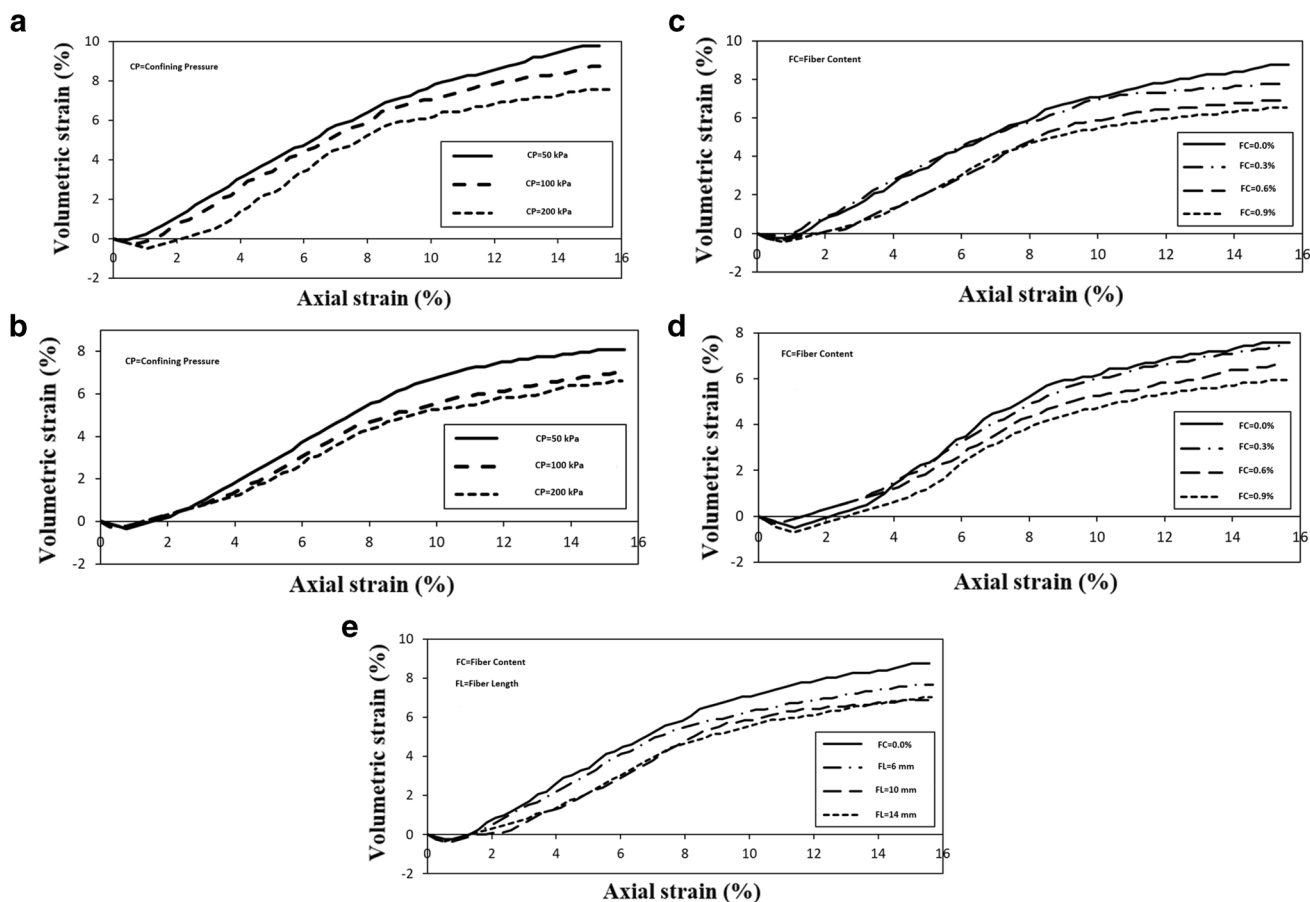 a
Volumetric strain (%)
10
8
6
4
2
0
-2
CP=Confining Pressure
CP=50 kPa
CP=100 kPa
CP=200 kPa
0 2 4 6 8 10 12 14 16
Axial strain (%)
b
Volumetric strain (%)
8
6
4
2
0
-2
CP=Confining Pressure
CP=50 kPa
CP=100 kPa
CP=200 kPa
0 2 4 6 8 10 12 14 16
Axial strain (%)
c
Volumetric strain (%)
10
8
6
4
2
0
-2
FC=Fiber Content
FC=0.0%
FC=0.3%
FC=0.6%
FC=0.9%
0 2 4 6 8 10 12 14 16
Axial strain (%)
d
Volumetric strain (%)
8
6
4
2
0
-2
FC=Fiber Content
FC=0.0%
FC=0.3%
FC=0.6%
FC=0.9%
0 2 4 6 8 10 12 14 16
Axial strain (%)
e
Volumetric strain (%)
10
8
6
4
2
0
-2
FC=Fiber Content
FL=Fiber Length
FC=0.0%
FL=6 mm
FL=10 mm
FL=14 mm
0 2 4 6 8 10 12 14 16
Axial strain (%)